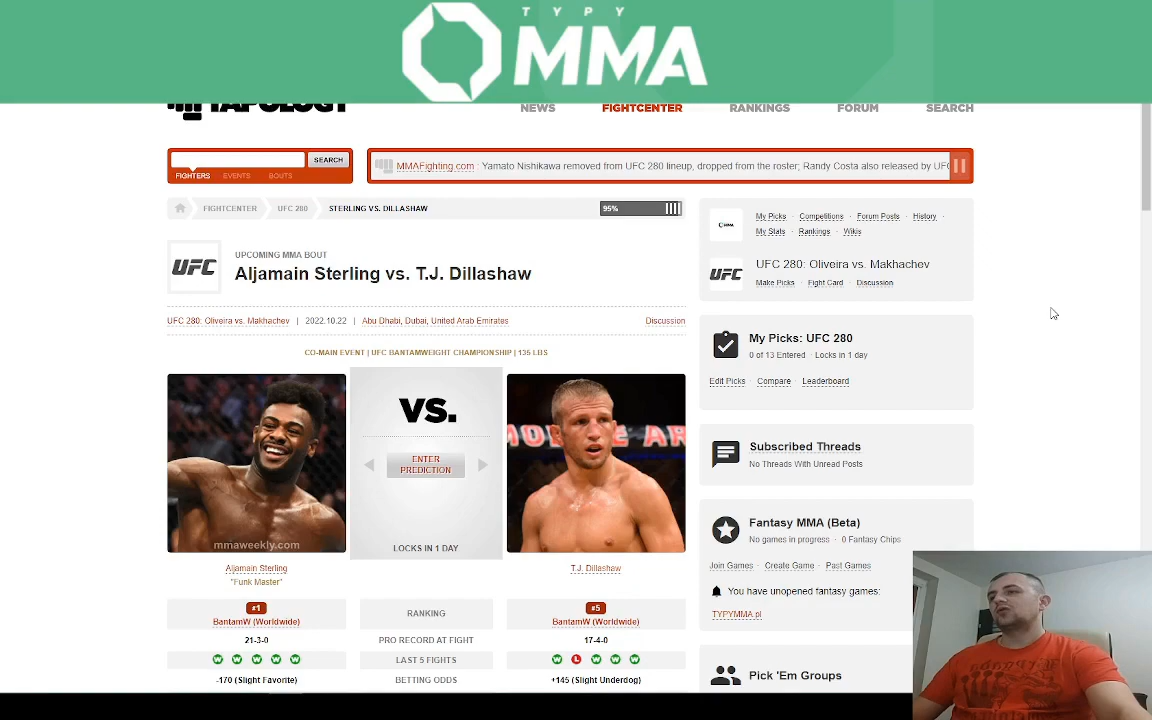 TYPY
MMA
TAPOLOGY
NEWS FIGHTCENTER RANKINGS FORUM SEARCH
SEARCH
FIGHTERS EVENTS BOUTS
MMAFighting.com : Yamato Nishikawa removed from UFC 280 lineup, dropped from the roster; Randy Costa also released by UFC
FIGHTCENTER UFC 280 STERLING VS. DILLASHAW 95%
UFC
UPCOMING MMA BOUT
Aljamain Sterling vs. T.J. Dillashaw
UFC 280: Oliveira vs. Makhachev | 2022.10.22 | Abu Dhabi, Dubai, United Arab Emirates Discussion
CO-MAIN EVENT | UFC BANTAMWEIGHT CHAMPIONSHIP | 135 LBS
VS.
ENTER
PREDICTION
LOCKS IN 1 DAY
mmaweekly.com
Aljamain Sterling T.J. Dillashaw
"Funk Master"
#1 RANKING #5
BantamW (Worldwide) BantamW (Worldwide)
21-3-0 PRO RECORD AT FIGHT 17-4-0
W W W W W LAST 5 FIGHTS W L W W W
-170 (Slight Favorite) BETTING ODDS +145 (Slight Underdog)
My Picks · Competitions · Forum Posts · History ·
My Stats · Rankings · Wikis
UFC
UFC 280: Oliveira vs. Makhachev
Make Picks · Fight Card · Discussion
My Picks: UFC 280
0 of 13 Entered · Locks in 1 day
Edit Picks · Compare · Leaderboard
Subscribed Threads
No Threads With Unread Posts
Fantasy MMA (Beta)
No games in progress · 0 Fantasy Chips
Join Games · Create Game · Past Games
You have unopened fantasy games:
TYPYMMA.pl
Pick 'Em Groups